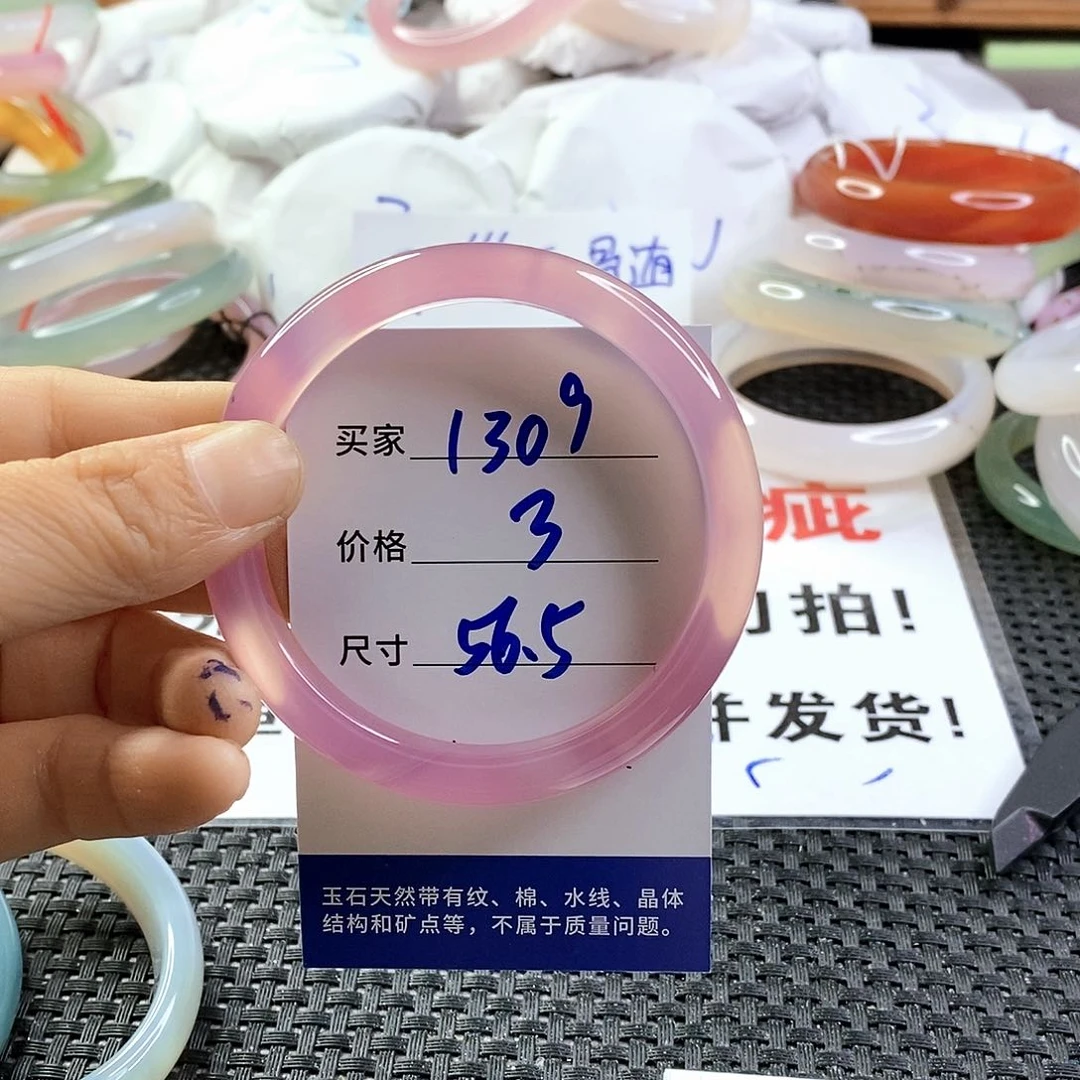 买家 1309
价格 3
尺寸 56.5
疵
拍!
并发货!
玉石天然带有纹、棉、水线、晶体
结构和矿点等，不属于质量问题。